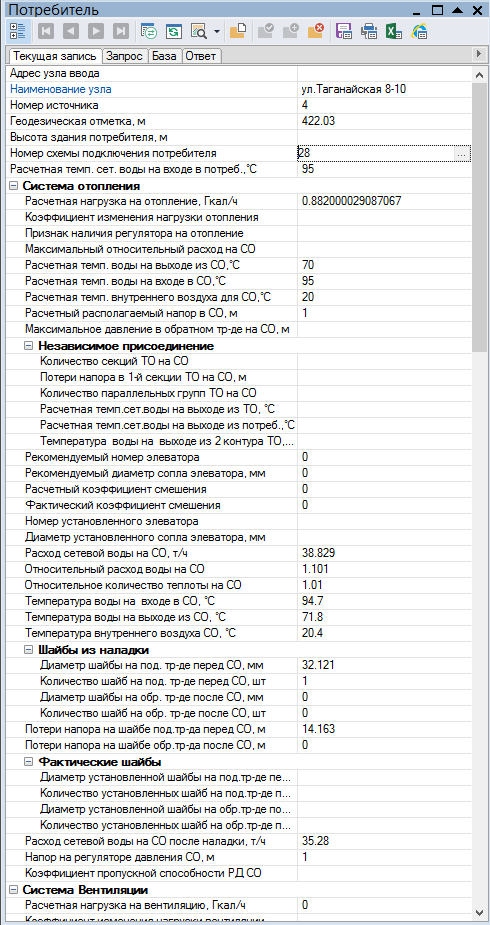 Потребитель
Текущая запись Запрос База Ответ
Адрес узла ввода
Наименование узла ул.Таганайская 8-10
Номер источника 4
Геодезическая отметка, м 422.03
Высота здания потребителя, м
Номер схемы подключения потребителя 28 ...
Расчетная темп. сет. воды на входе в потреб.,°С 95
Система отопления
Расчетная нагрузка на отопление, Гкал/ч 0.882000029087067
Коэффициент изменения нагрузки отопления
Признак наличия регулятора на отопление
Максимальный относительный расход на СО
Расчетная темп. воды на выходе из СО,°С 70
Расчетная темп. воды на входе в СО,°С 95
Расчетная темп. внутреннего воздуха для СО,°С 20
Расчетный располагаемый напор в СО, м 1
Максимальное давление в обратном тр-де на СО, м
Независимое присоединение
Количество секций ТО на СО
Потери напора в 1-й секции ТО на СО, м
Количество параллельных групп ТО на СО
Расчетная темп.сет.воды на выходе из ТО, °С
Расчетная темп.сет.воды на выходе из потреб.,°С
Температура воды на выходе из 2 контура ТО,...
Рекомендуемый номер элеватора 0
Рекомендуемый диаметр сопла элеватора, мм 0
Расчетный коэффициент смешения 0
Фактический коэффициент смешения 0
Номер установленного элеватора
Диаметр установленного сопла элеватора, мм
Расход сетевой воды на СО, т/ч 38.829
Относительный расход воды на СО 1.101
Относительное количество теплоты на СО 1.01
Температура воды на входе в СО, °С 94.7
Температура воды на выходе из СО, °С 71.8
Температура внутреннего воздуха СО, °С 20.4
Шайбы из наладки
Диаметр шайбы на под. тр-де перед СО, мм 32.121
Количество шайб на под. тр-де перед СО, шт 1
Диаметр шайбы на обр. тр-де после СО, мм 0
Количество шайб на обр. тр-де после СО, шт 0
Потери напора на шайбе под.тр-да перед СО, м 14.163
Потери напора на шайбе обр.тр-да после СО, м 0
Фактические шайбы
Диаметр установленной шайбы на под.тр-де пе...
Количество установленных шайб на под.тр-де п...
Диаметр установленной шайбы на обр.тр-де по...
Количество установленных шайб на обр.тр-де п...
Расход сетевой воды на СО после наладки, т/ч 35.28
Напор на регуляторе давления СО, м 1
Коэффициент пропускной способности РД СО
Система Вентиляции
Расчетная нагрузка на вентиляцию, Гкал/ч 0
Коэффициент изменения нагрузки вентиляции